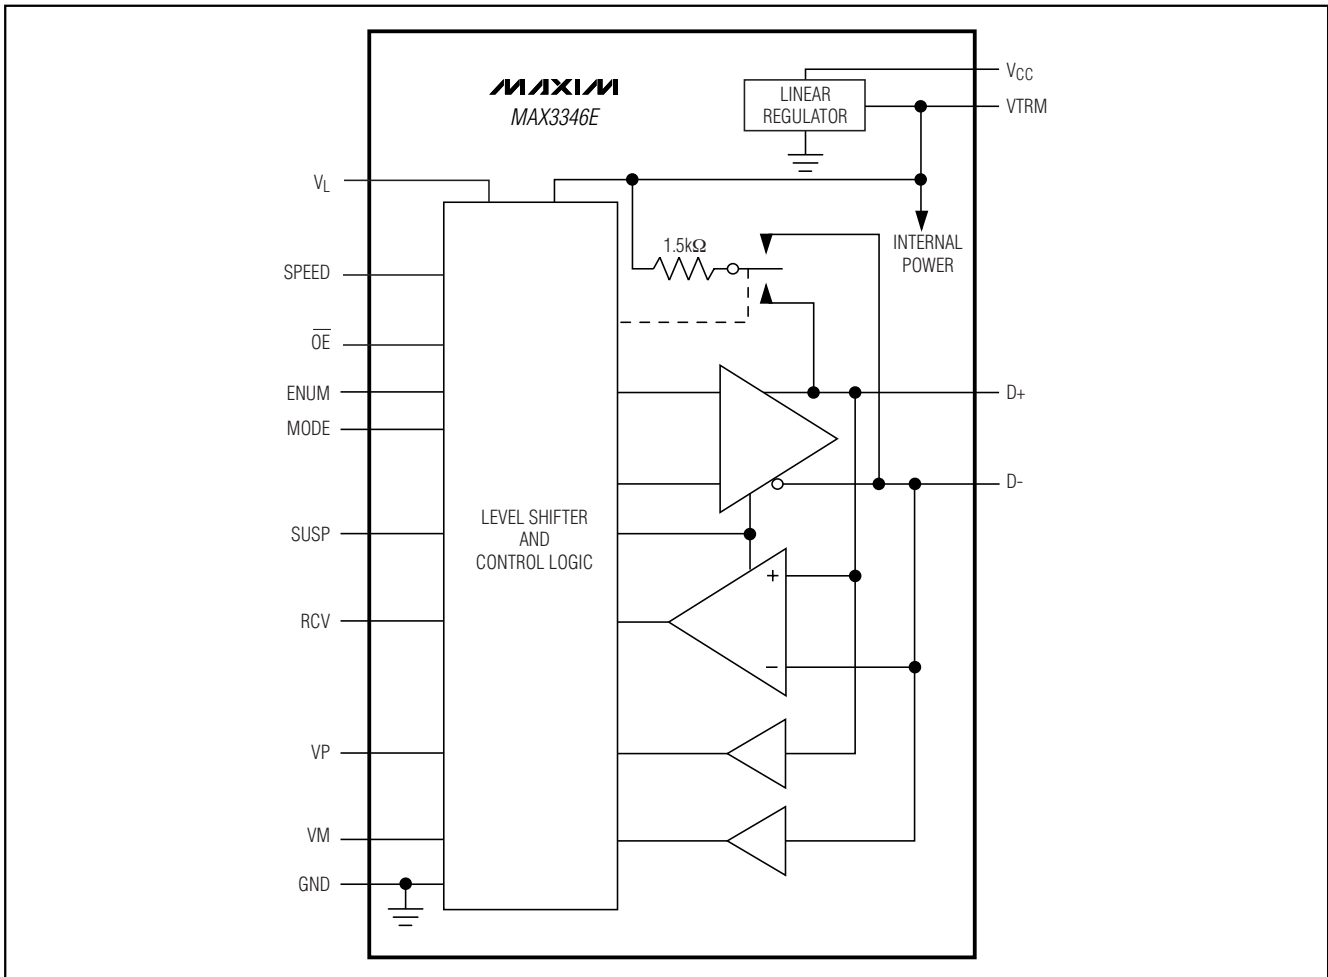 MAXIM
MAX3346E
VCC
LINEAR
REGULATOR
VTRM
VL
INTERNAL
POWER
1.5kΩ
SPEED
OE
ENUM
MODE
D+
D-
SUSP
LEVEL SHIFTER
AND
CONTROL LOGIC
+
RCV
−
VP
VM
GND